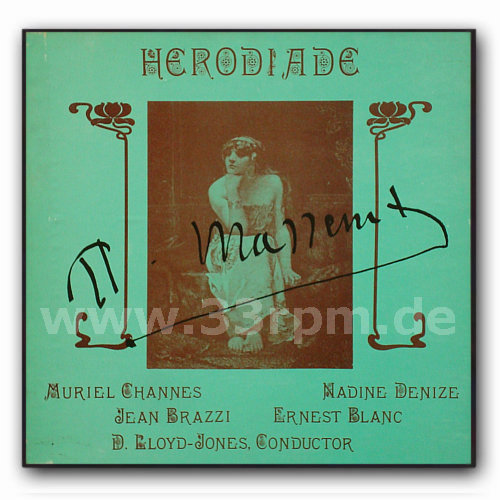 HERODIADE
M. Massenet
www.33rpm.de
MURIEL CHANNES NADINE DENIZE
JEAN BRAZZI ERNEST BLANC
D. LLOYD-JONES, CONDUCTOR